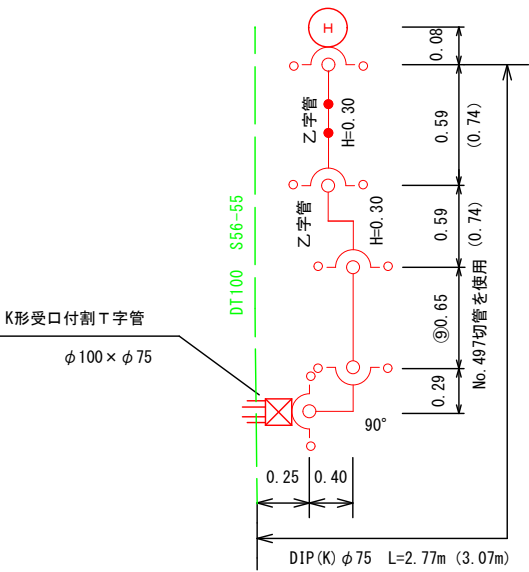 H
0.08
乙字管
H=0.30
0.59
(0.74)
乙字管
H=0.30
0.59
(0.74)
DT100 S56-55
⑨0.65
No.497切管を使用
0.29
K形受口付割T字管
φ100×φ75
90°
0.25
0.40
DIP(K)φ75 L=2.77m (3.07m)